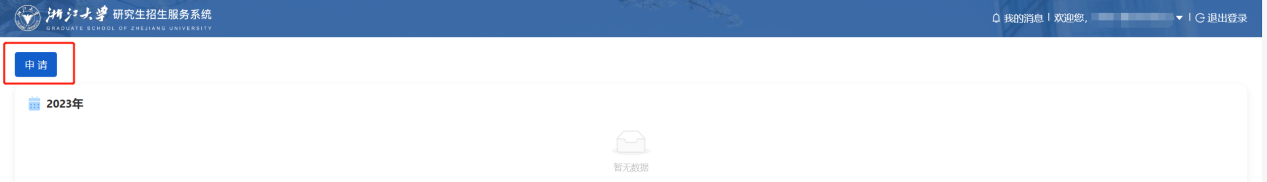 浙江大学 研究生招生服务系统
GRADUATE SCHOOL OF ZHEJIANG UNIVERSITY
我的消息 | 欢迎您, | 退出登录
申 请
2023年
暂无数据